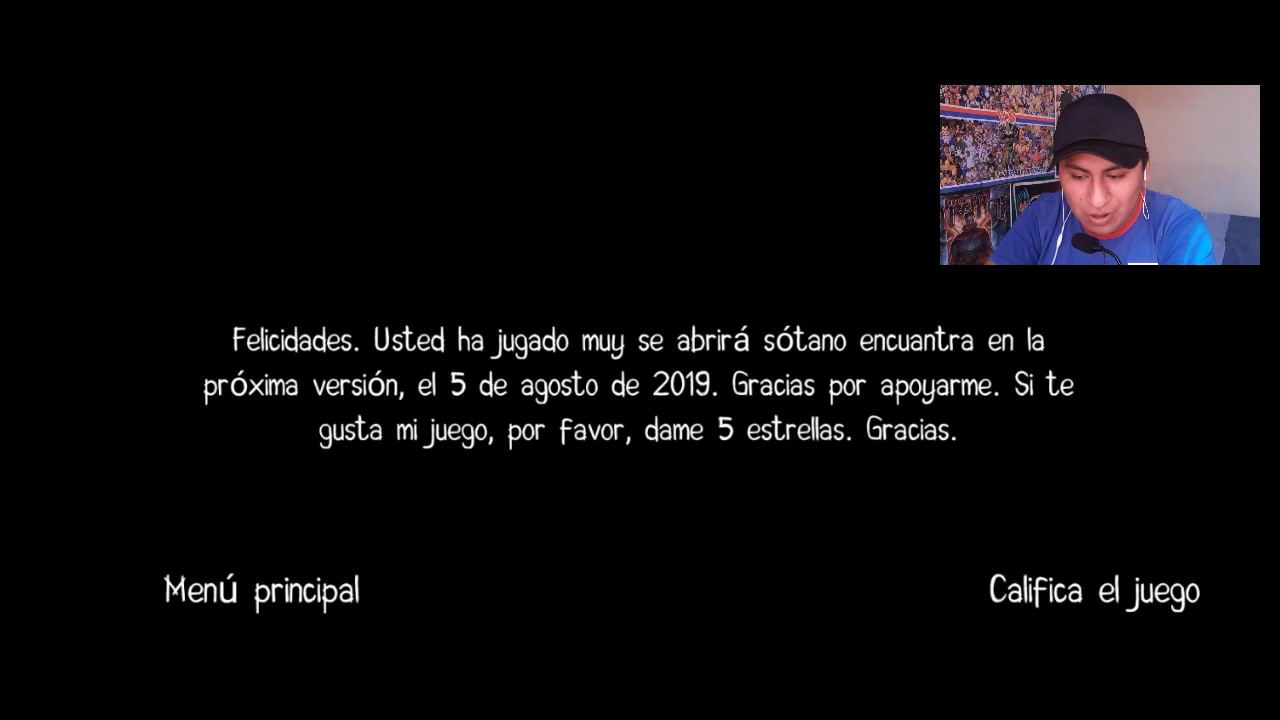 Felicidades. Usted ha jugado muy se abrirá sótano encuantra en la
próxima versión, el 5 de agosto de 2019. Gracias por apoyarme. Si te
gusta mi juego, por favor, dame 5 estrellas. Gracias.
Menú principal
Califica el juego